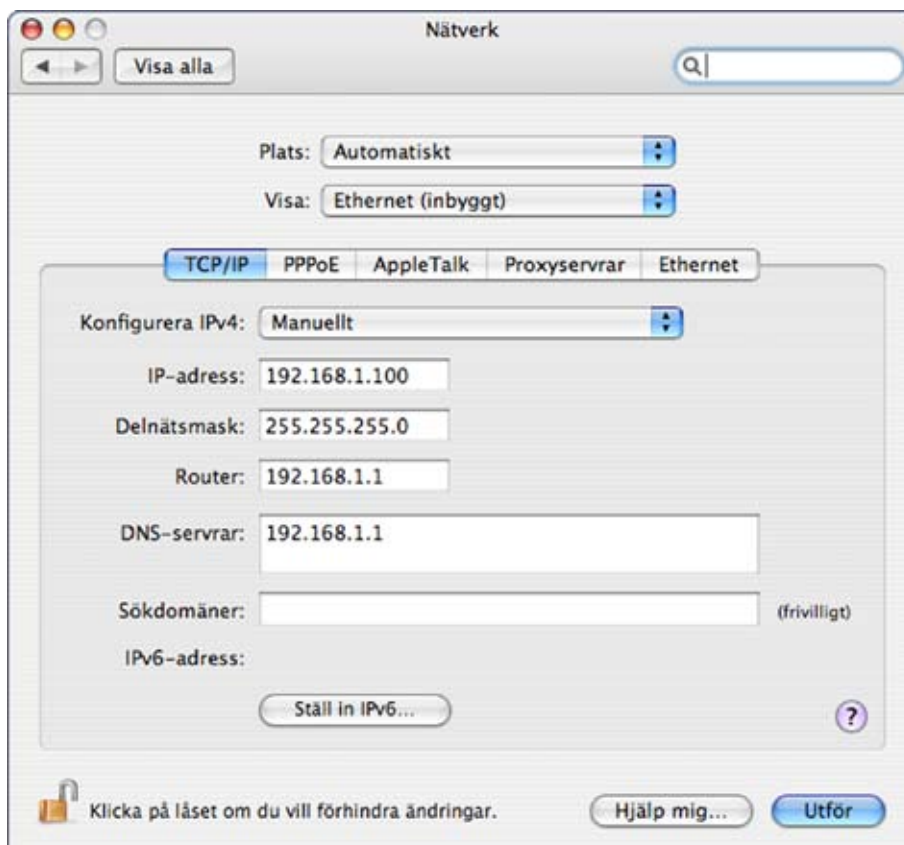 Nätverk
Visa alla
Plats: Automatiskt
Visa: Ethernet (inbyggt)
TCP/IP PPPoE AppleTalk Proxyservrar Ethernet
Konfigurera IPv4: Manuellt
IP-adress: 192.168.1.100
Delnätsmask: 255.255.255.0
Router: 192.168.1.1
DNS-servrar: 192.168.1.1
Sökdomäner: (frivilligt)
IPv6-adress:
Ställ in IPv6...
?
Klicka på låset om du vill förhindra ändringar. Hjälp mig... Utför